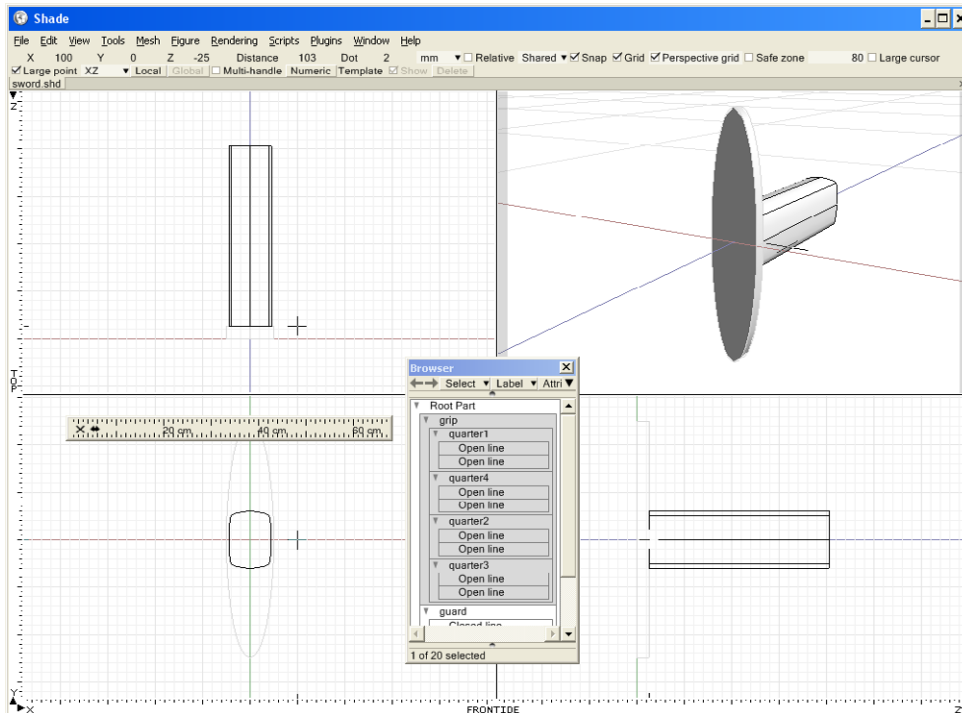 Shade
File Edit View Tools Mesh Figure Rendering Scripts Plugins Window Help
X 100 Y 0 Z -25 Distance 103 Dot 2 mm Relative Shared Snap Grid Perspective grid Safe zone 80 Large cursor
Large point XZ Local Global Multi-handle Numeric Template Show Delete
sword.shd
Z
TOP
Browser
Select Label Attri
Root Part
grip
quarter1
Open line
Open line
quarter4
Open line
Open line
quarter2
Open line
Open line
quarter3
Open line
Open line
guard
Closed line
1 of 20 selected
20 cm 40 cm 60 cm
Y
X FRONTIDE Z